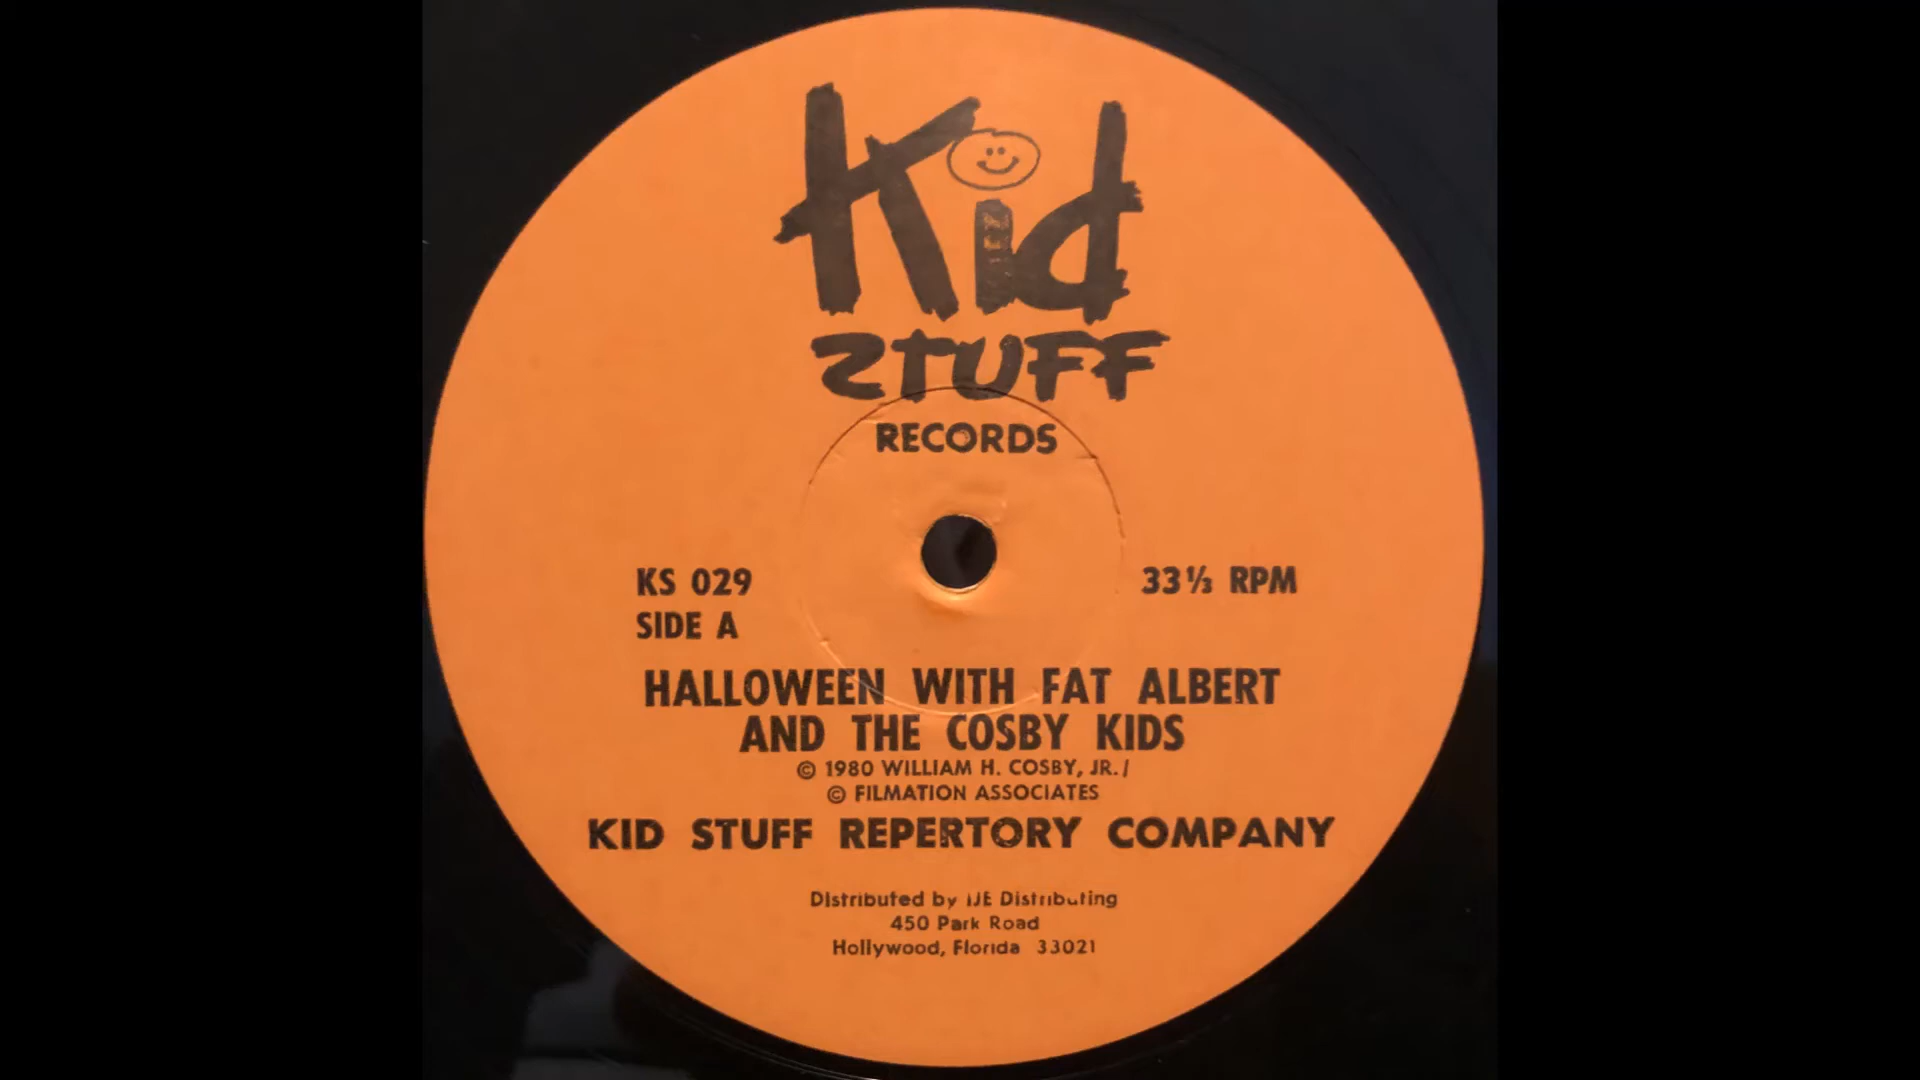 Kid
STUFF
RECORDS
KS 029
33⅓ RPM
SIDE A
HALLOWEEN WITH FAT ALBERT
AND THE COSBY KIDS
© 1980 WILLIAM H. COSBY, JR./
© FILMATION ASSOCIATES
KID STUFF REPERTORY COMPANY
Distributed by IJE Distributing
450 Park Road
Hollywood, Florida 33021